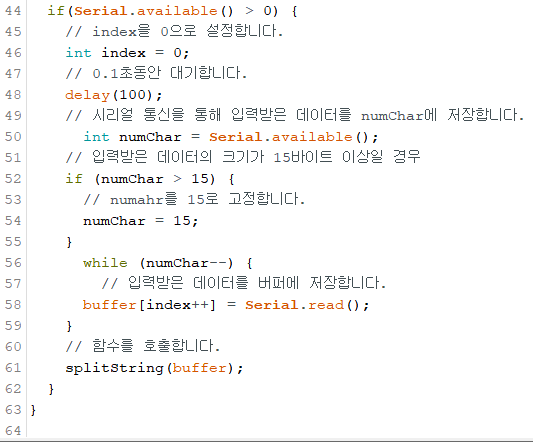 44 if(Serial.available() > 0) {
45 // index을 0으로 설정합니다.
46 int index = 0;
47 // 0.1초동안 대기합니다.
48 delay(100);
49 // 시리얼 통신을 통해 입력받은 데이터를 numChar에 저장합니다.
50 int numChar = Serial.available();
51 // 입력받은 데이터의 크기가 15바이트 이상일 경우
52 if (numChar > 15) {
53 // numahr를 15로 고정합니다.
54 numChar = 15;
55 }
56 while (numChar--) {
57 // 입력받은 데이터를 버퍼에 저장합니다.
58 buffer[index++] = Serial.read();
59 }
60 // 함수를 호출합니다.
61 splitString(buffer);
62 }
63 }
64